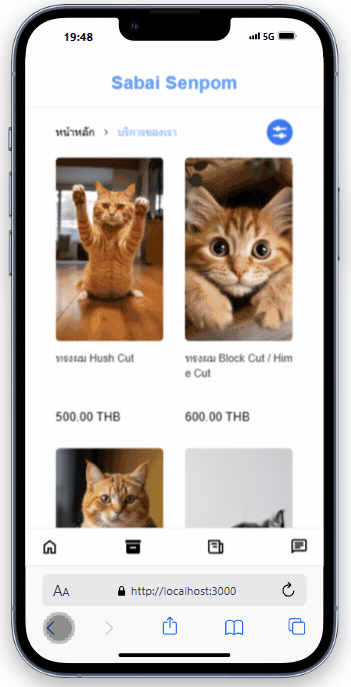 19:48
5G
Sabai Senpom
หน้าหลัก > บริการของเรา
ทรงผม Hush Cut
ทรงผม Block Cut / Him
e Cut
500.00 THB
600.00 THB
AA
http://localhost:3000